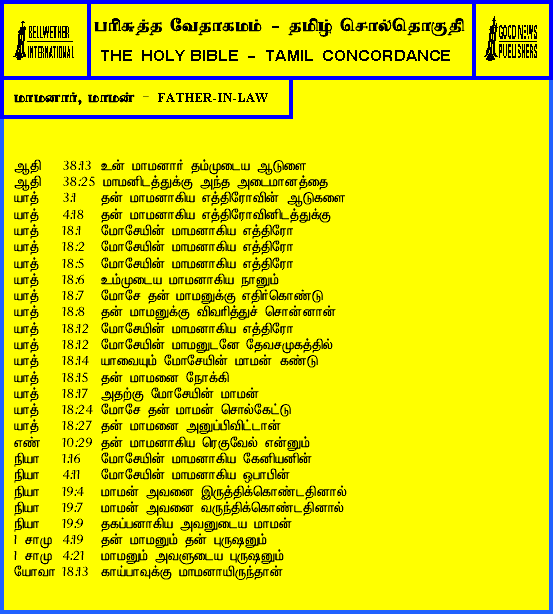 BELLWETHER
INTERNATIONAL
பரிசுத்த வேதாகமம் - தமிழ் சொல்தொகுதி
THE HOLY BIBLE - TAMIL CONCORDANCE
GOOD NEWS
PUBLISHERS
மாமனார், மாமன் - FATHER-IN-LAW
ஆதி 38:13 உன் மாமனார் தம்முடைய ஆடுளை
ஆதி 38:25 மாமனிடத்துக்கு அந்த அடைமானத்தை
யாத் 3:1 தன் மாமனாகிய எத்திரோவின் ஆடுகளை
யாத் 4:18 தன் மாமனாகிய எத்திரோவினிடத்துக்கு
யாத் 18:1 மோசேயின் மாமனாகிய எத்திரோ
யாத் 18:2 மோசேயின் மாமனாகிய எத்திரோ
யாத் 18:5 மோசேயின் மாமனாகிய எத்திரோ
யாத் 18:6 உம்முடைய மாமனாகிய நானும்
யாத் 18:7 மோசே தன் மாமனுக்கு எதிர்கொண்டு
யாத் 18:8 தன் மாமனுக்கு விவரித்துச் சொன்னான்
யாத் 18:12 மோசேயின் மாமனாகிய எத்திரோ
யாத் 18:12 மோசேயின் மாமனுடனே தேவசமுகத்தில்
யாத் 18:14 யாவையும் மோசேயின் மாமன் கண்டு
யாத் 18:15 தன் மாமனை நோக்கி
யாத் 18:17 அதற்கு மோசேயின் மாமன்
யாத் 18:24 மோசே தன் மாமன் சொல்கேட்டு
யாத் 18:27 தன் மாமனை அனுப்பிவிட்டான்
எண் 10:29 தன் மாமனாகிய ரெகுவேல் என்னும்
நியா 1:16 மோசேயின் மாமனாகிய கேனியனின்
நியா 4:11 மோசேயின் மாமனாகிய ஒபாபின்
நியா 19:4 மாமன் அவனை இருத்திக்கொண்டதினால்
நியா 19:7 மாமன் அவனை வருந்திக்கொண்டதினால்
நியா 19:9 தகப்பனாகிய அவனுடைய மாமன்
1 சாமு 4:19 தன் மாமனும் தன் புருஷனும்
1 சாமு 4:21 மாமனும் அவளுடைய புருஷனும்
யோவா 18:13 காய்பாவுக்கு மாமனாயிருந்தான்